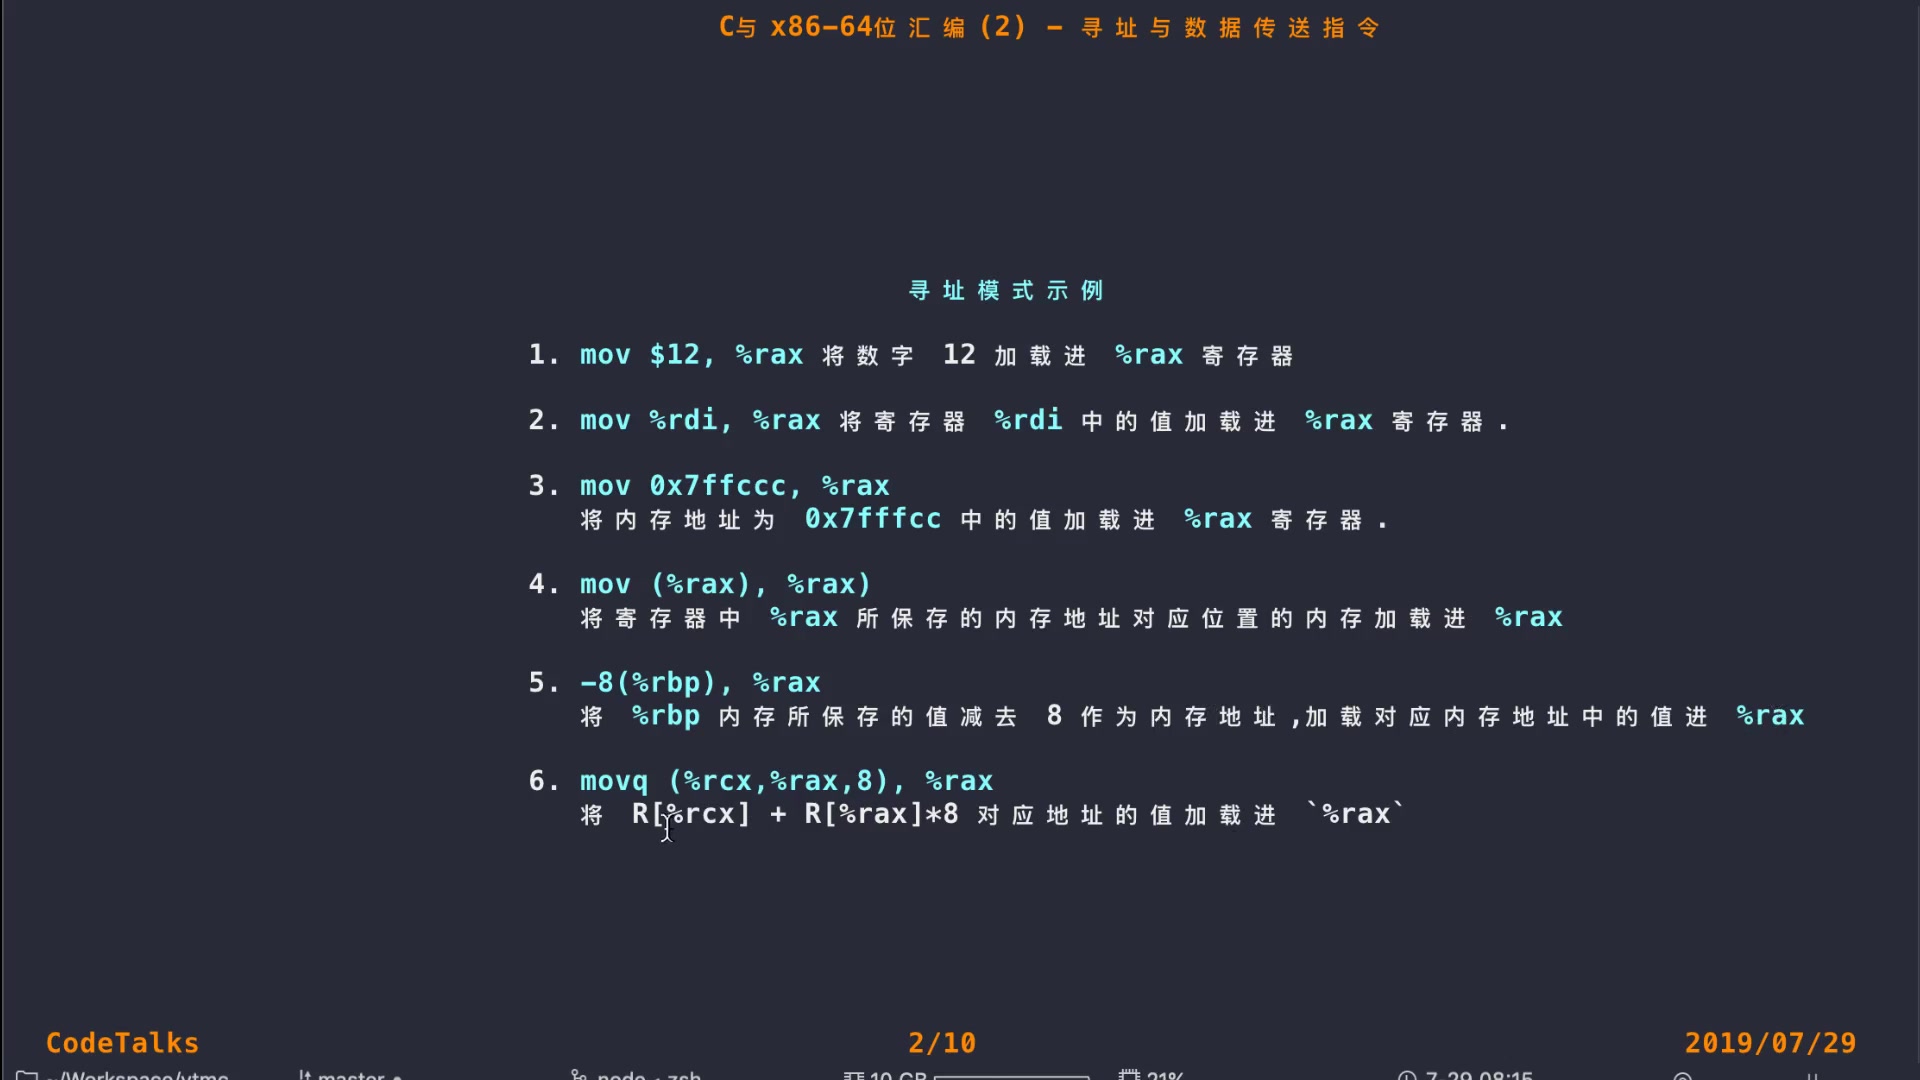 C与 x86-64位汇编(2) - 寻址与数据传送指令
寻址模式示例
1. mov $12, %rax 将数字 12 加载进 %rax 寄存器
2. mov %rdi, %rax 将寄存器 %rdi 中的值加载进 %rax 寄存器.
3. mov 0x7ffccc, %rax
将内存地址为 0x7fffcc 中的值加载进 %rax 寄存器.
4. mov (%rax), %rax)
将寄存器中 %rax 所保存的内存地址对应位置的内存加载进 %rax
5. -8(%rbp), %rax
将 %rbp 内存所保存的值减去 8 作为内存地址,加载对应内存地址中的值进 %rax
6. movq (%rcx,%rax,8), %rax
将 R[%rcx] + R[%rax]*8 对应地址的值加载进 `%rax`
CodeTalks 2/10 2019/07/29
master node zsh 10 GB 21% 7-29 08:15